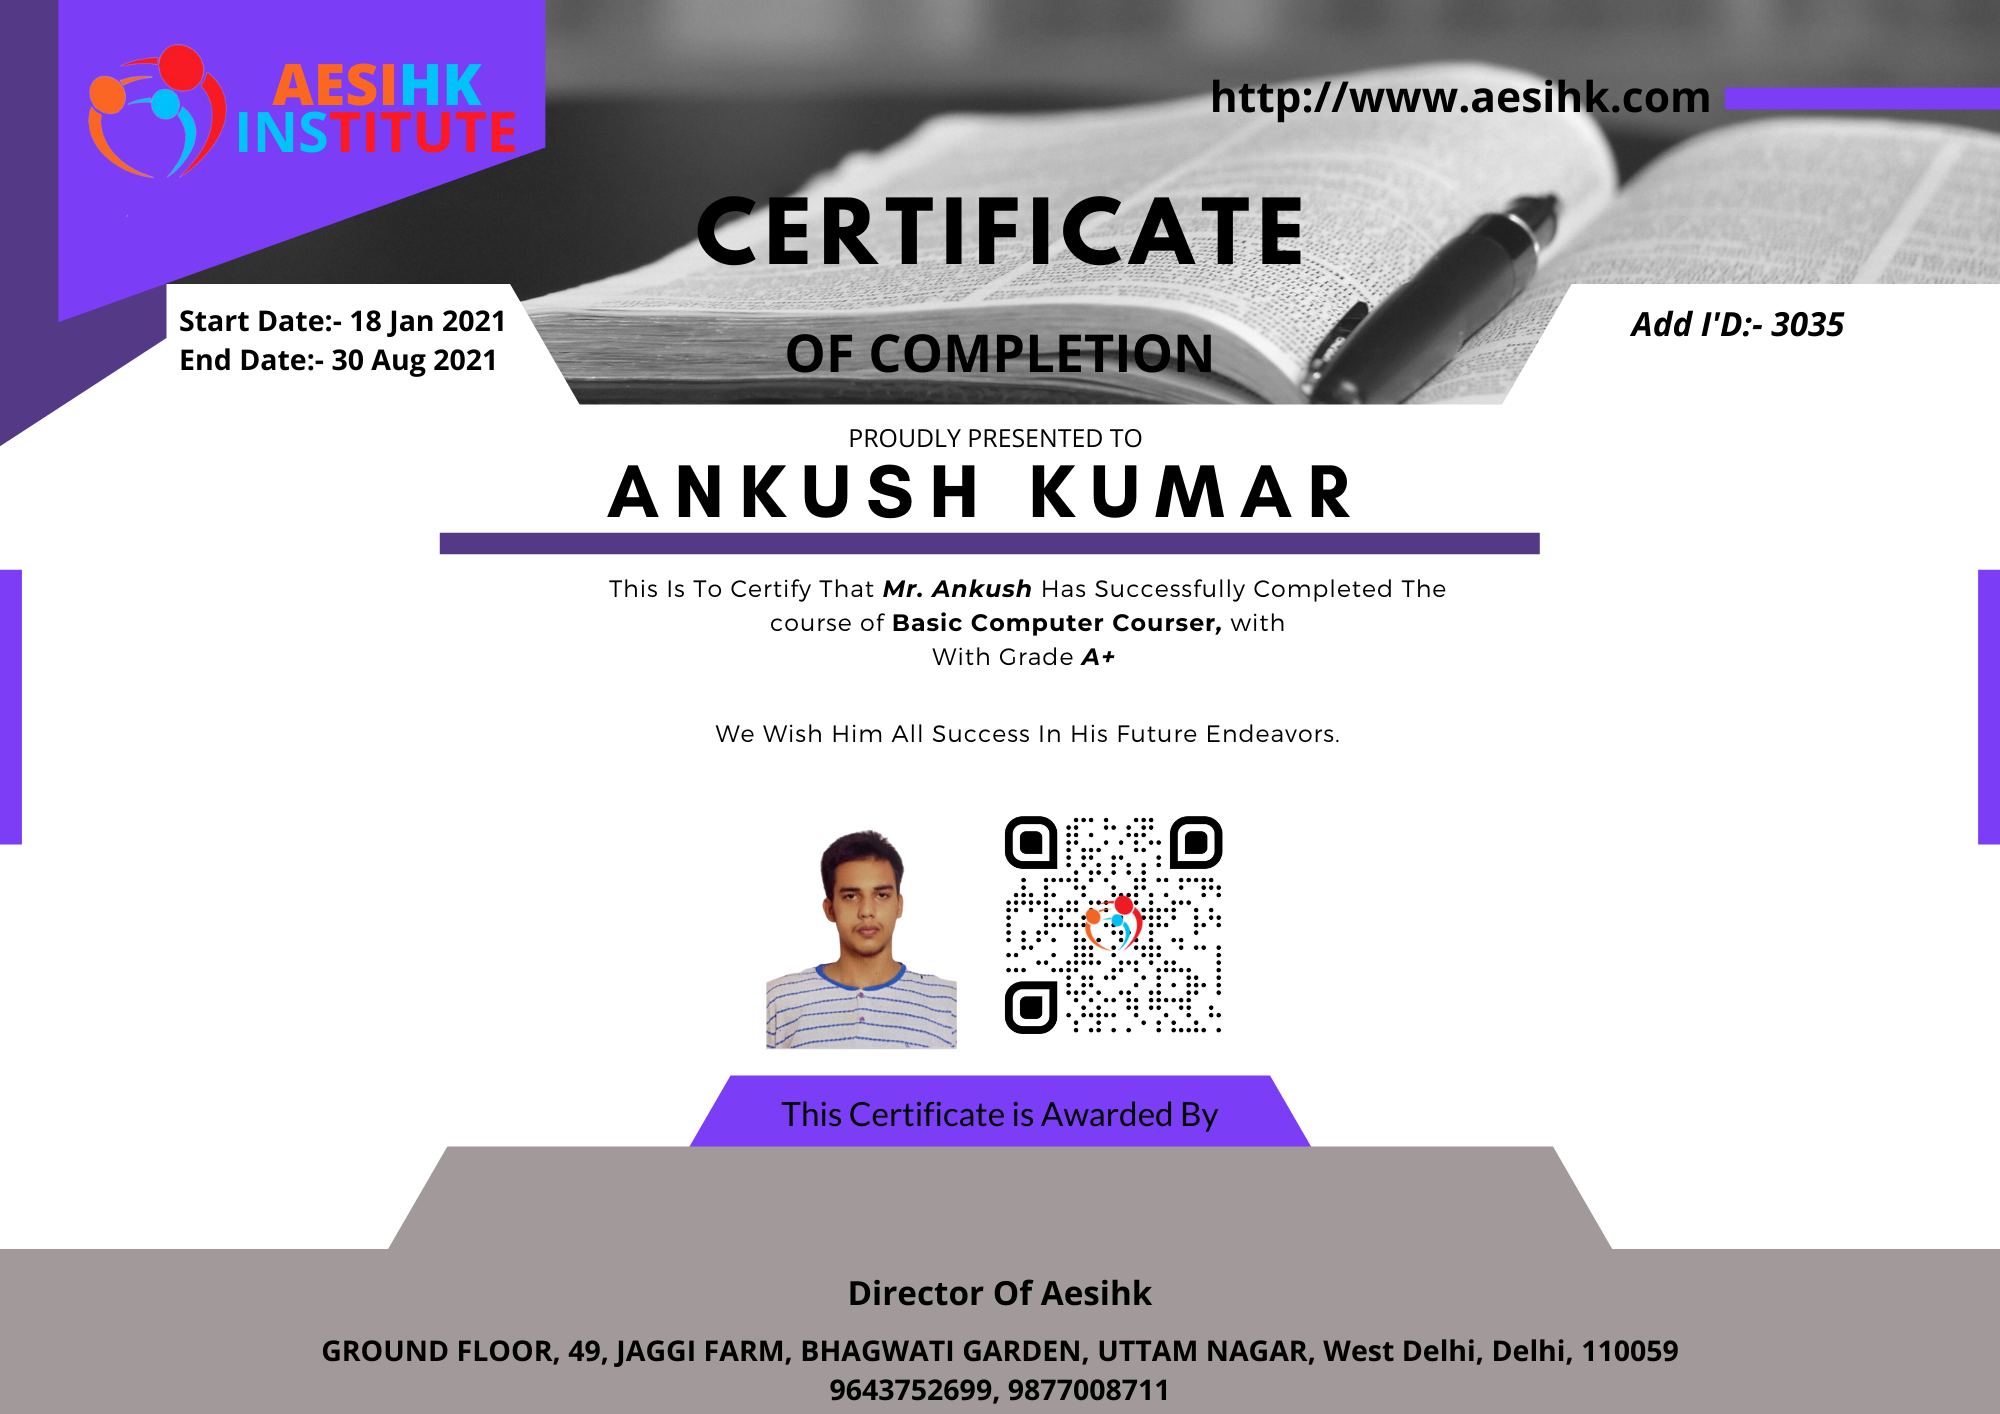 AESIHK
INSTITUTE
http://www.aesihk.com
CERTIFICATE
OF COMPLETION
Start Date:- 18 Jan 2021
End Date:- 30 Aug 2021
Add I'D:- 3035
PROUDLY PRESENTED TO
ANKUSH KUMAR
This Is To Certify That Mr. Ankush Has Successfully Completed The
course of Basic Computer Courser, with
With Grade A+
We Wish Him All Success In His Future Endeavors.
This Certificate is Awarded By
Director Of Aesihk
GROUND FLOOR, 49, JAGGI FARM, BHAGWATI GARDEN, UTTAM NAGAR, West Delhi, Delhi, 110059
9643752699, 9877008711